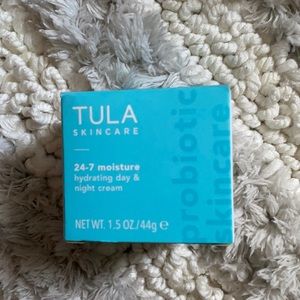 TULA
SKINCARE
24-7 moisture
hydrating day &
night cream
NET WT. 1.5 OZ./44g e
probiotic
skincare